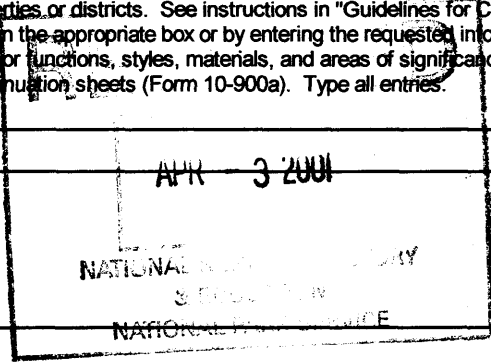 erties or districts. See instructions in "Guidelines for C
n the appropriate box or by entering the requested info
or functions, styles, materials, and areas of significanc
nuation sheets (Form 10-900a). Type all entries.
APR - 3 2001
NATIONAL
NATIONAL